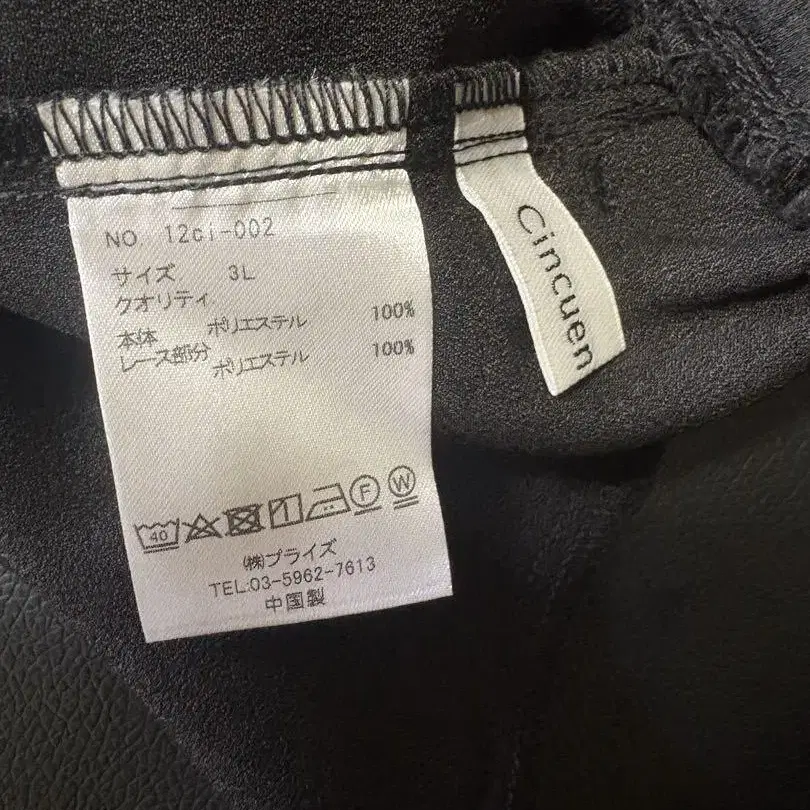 NO. 12ci-002
サイズ 3L
クオリティ
本体 ポリエステル 100%
レース部分 ポリエステル 100%
40 F W
㈱プライズ
TEL:03-5962-7613
中国製
Cincuen